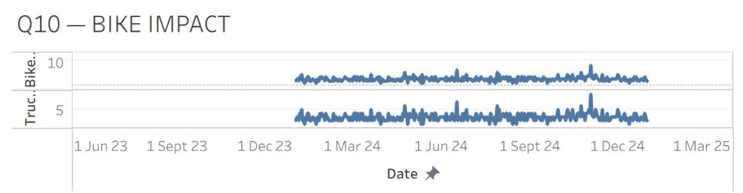 Q10 — BIKE IMPACT
Bike..
10
Truc..
5
1 Jun 23 1 Sept 23 1 Dec 23 1 Mar 24 1 Jun 24 1 Sept 24 1 Dec 24 1 Mar 25
Date